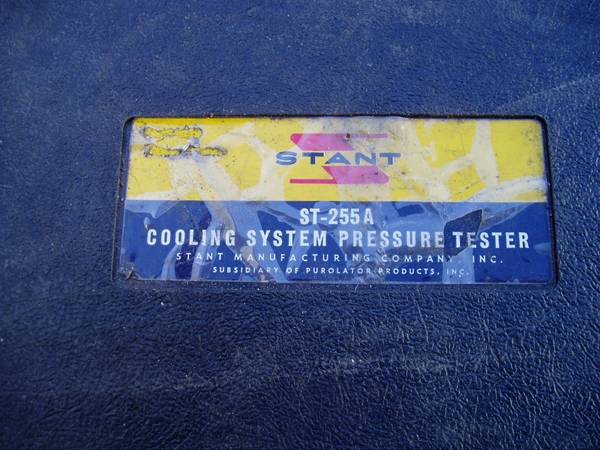 STANT
ST-255A
COOLING SYSTEM PRESSURE TESTER
STANT MANUFACTURING COMPANY, INC.
SUBSIDIARY OF PUROLATOR PRODUCTS, INC.